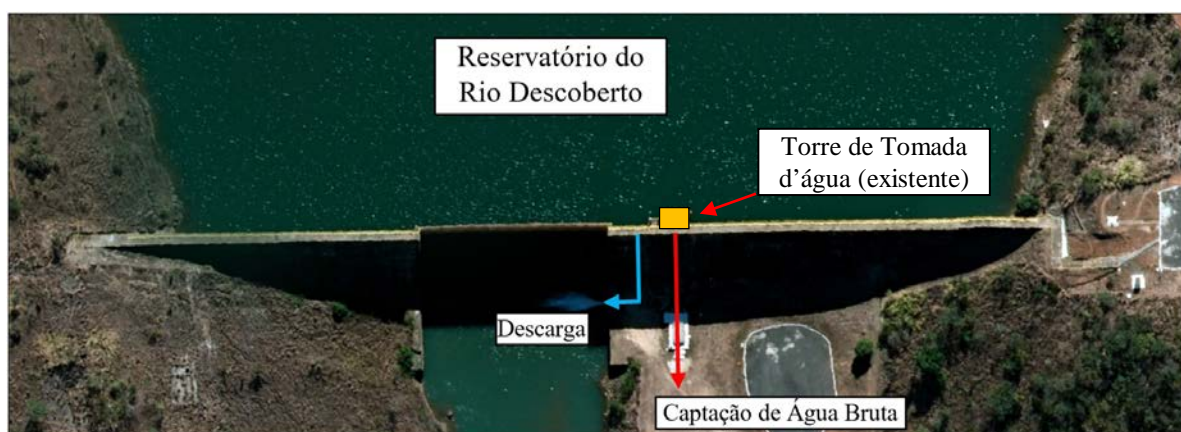 Reservatório do
Rio Descoberto
Torre de Tomada
d’água (existente)
Descarga
Captação de Água Bruta